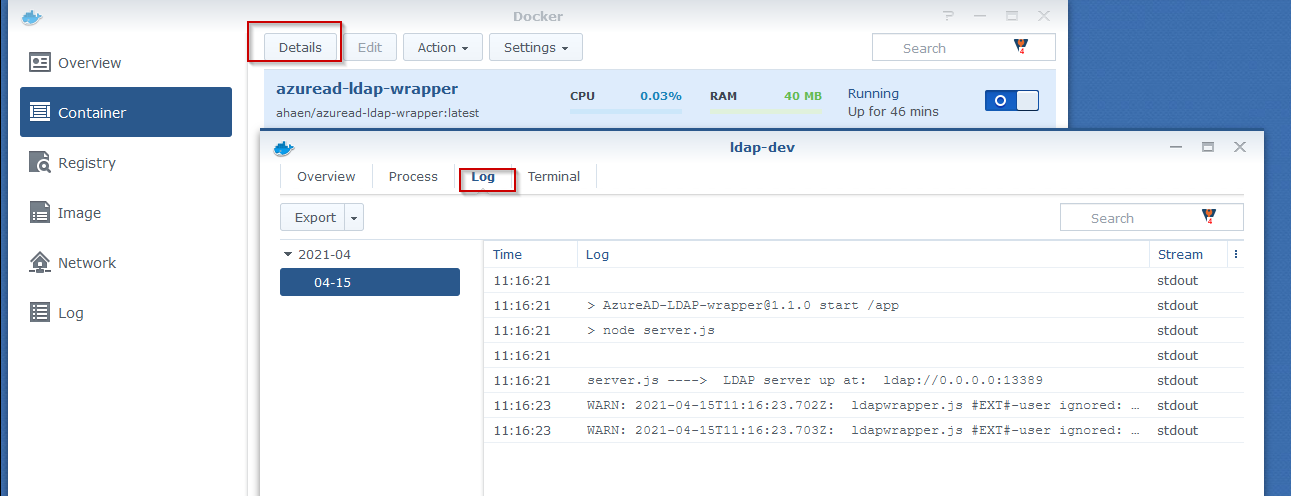 Docker
Details Edit Action Settings Search
Overview
Container
Registry
Image
Network
Log
azuread-ldap-wrapper CPU 0.03% RAM 40 MB Running
ahaen/azuread-ldap-wrapper:latest Up for 46 mins
ldap-dev
Overview Process Log Terminal
Export Search
2021-04
04-15
Time Log Stream
11:16:21 stdout
11:16:21 > AzureAD-LDAP-wrapper@1.1.0 start /app stdout
11:16:21 > node server.js stdout
11:16:21 stdout
11:16:21 server.js ----> LDAP server up at: ldap://0.0.0.0:13389 stdout
11:16:23 WARN: 2021-04-15T11:16:23.702Z: ldapwrapper.js #EXT#-user ignored: ... stdout
11:16:23 WARN: 2021-04-15T11:16:23.703Z: ldapwrapper.js #EXT#-user ignored: ... stdout